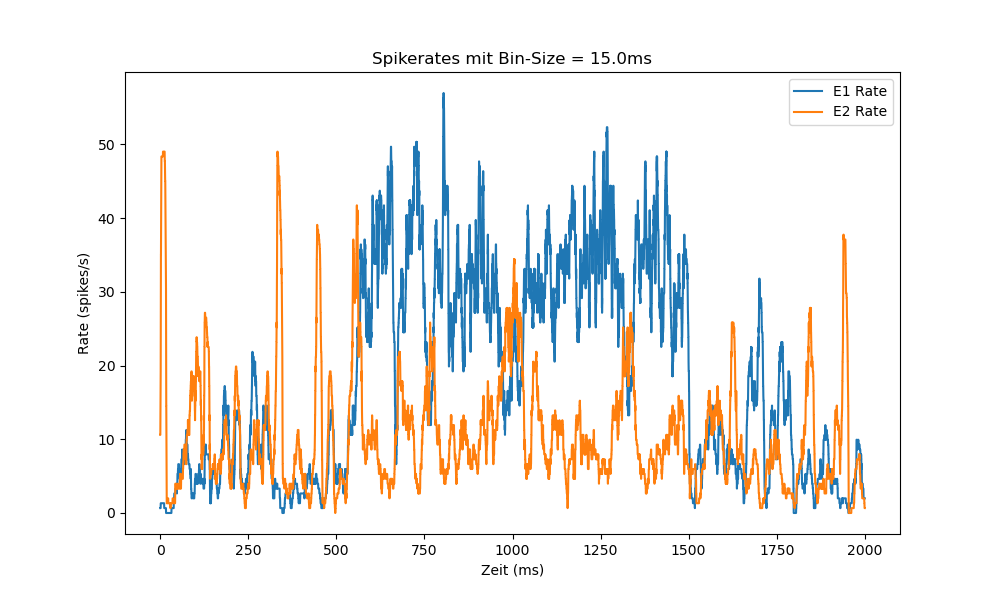 Spikerates mit Bin-Size = 15.0ms
E1 Rate
E2 Rate
Rate (spikes/s)
50
40
30
20
10
0
0 250 500 750 1000 1250 1500 1750 2000
Zeit (ms)